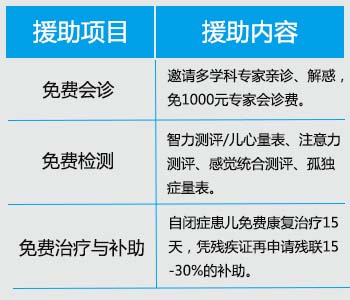 援助项目
援助内容
免费会诊
邀请多学科专家亲诊、解惑，
免1000元专家会诊费。
免费检测
智力测评/儿心量表、注意力
测评、感觉统合测评、孤独
症量表。
免费治疗与补助
自闭症患儿免费康复治疗15
天，凭残疾证再申请残联15
-30%的补助。